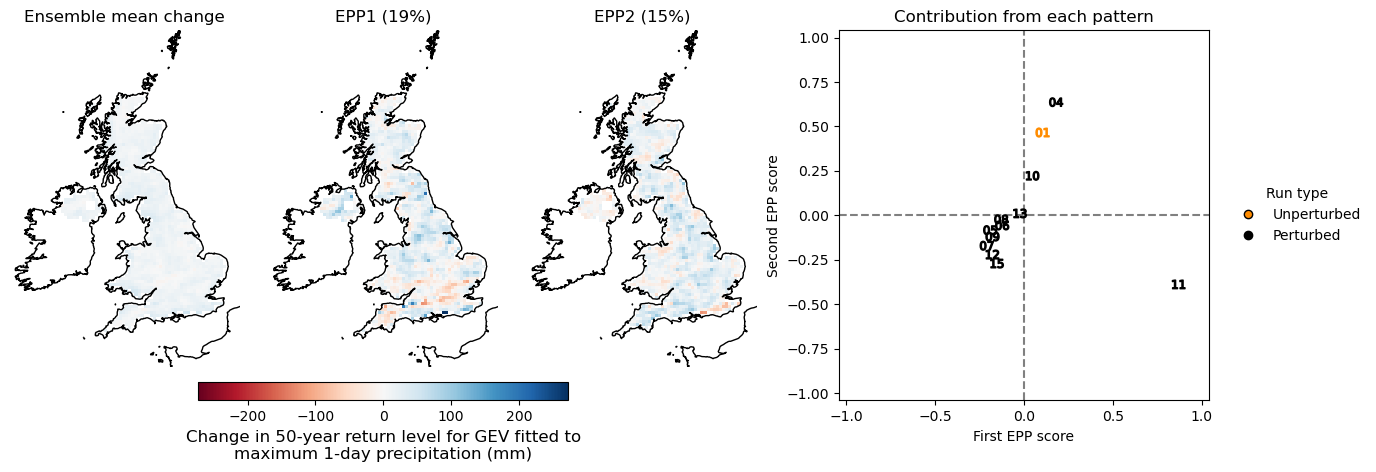 Ensemble mean change
EPP1 (19%)
EPP2 (15%)
Contribution from each pattern
−200
−100
0
100
200
Change in 50-year return level for GEV fitted to
maximum 1-day precipitation (mm)
Second EPP score
1.00
0.75
0.50
0.25
0.00
−0.25
−0.50
−0.75
−1.00
04
01
10
13
08
06
05
09
07
12
15
11
−1.0
−0.5
0.0
0.5
1.0
First EPP score
Run type
Unperturbed
Perturbed